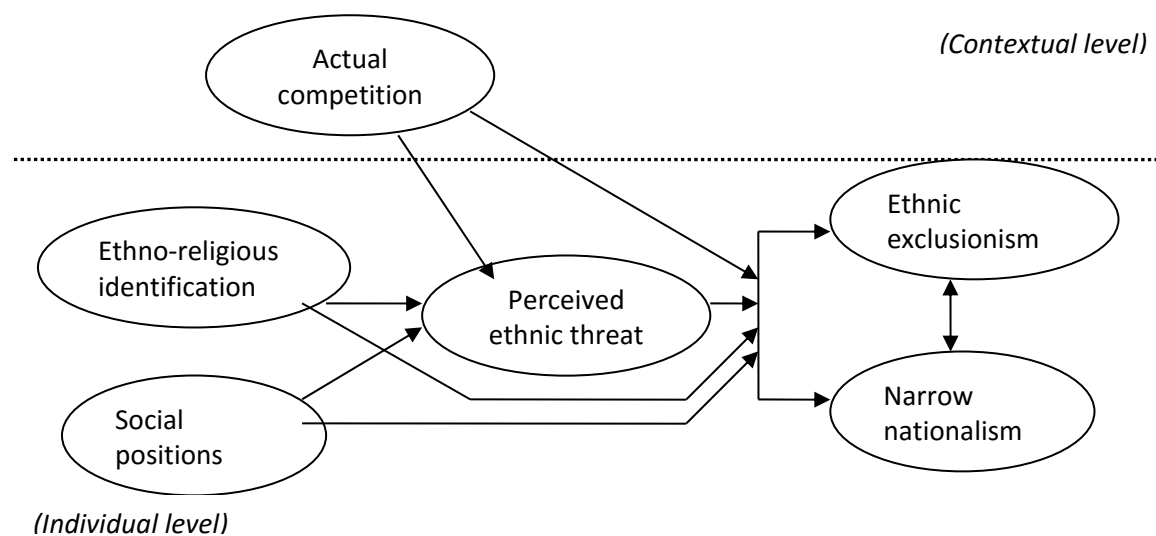 (Contextual level)
Actual
competition
Ethnic
exclusionism
Ethno-religious
identification
Perceived
ethnic threat
Social
positions
Narrow
nationalism
(Individual level)